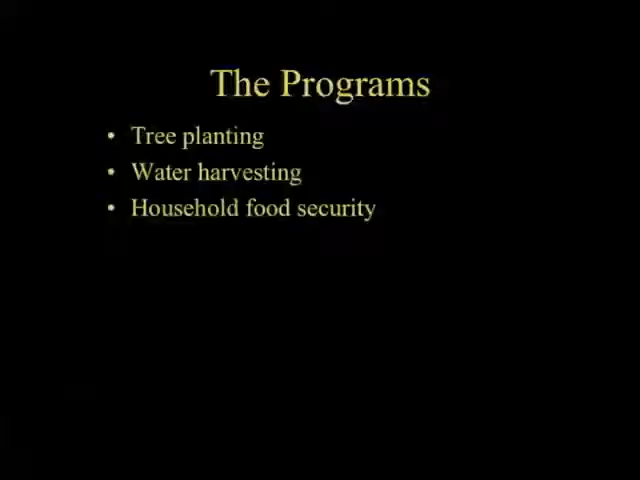 The Programs
• Tree planting
• Water harvesting
• Household food security